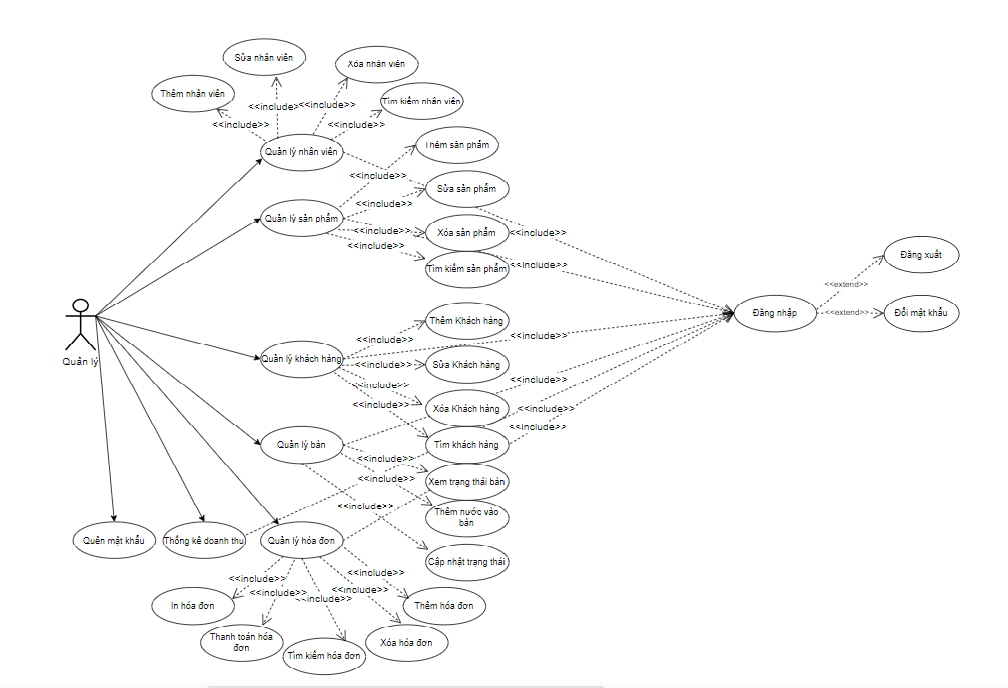 Sửa nhân viên
Xóa nhân viên
Thêm nhân viên
Tìm kiếm nhân viên
<<include>>
<<include>>
<<include>>
<<include>>
Quản lý nhân viên
Thêm sản phẩm
<<include>>
Sửa sản phẩm
<<include>>
Quản lý sản phẩm
<<include>>
Xóa sản phẩm
<<include>>
<<include>>
Tìm kiếm sản phẩm
<<include>>
Đăng xuất
<<extend>>
Đăng nhập
<<extend>>
Đổi mật khẩu
Quản lý
Thêm Khách hàng
<<include>>
<<include>>
Quản lý khách hàng
<<include>>
Sửa Khách hàng
<<include>>
<<include>>
<<include>>
Xóa Khách hàng
<<include>>
Quản lý bàn
Tìm khách hàng
<<include>>
<<include>>
<<include>>
Xem trạng thái bàn
<<include>>
Thêm nước vào
bàn
Quên mật khẩu
Thống kê doanh thu
Quản lý hóa đơn
Cập nhật trạng thái
<<include>>
<<include>>
<<include>>
<<include>>
<<include>>
In hóa đơn
Thêm hóa đơn
Thanh toán hóa
đơn
Xóa hóa đơn
Tìm kiếm hóa đơn